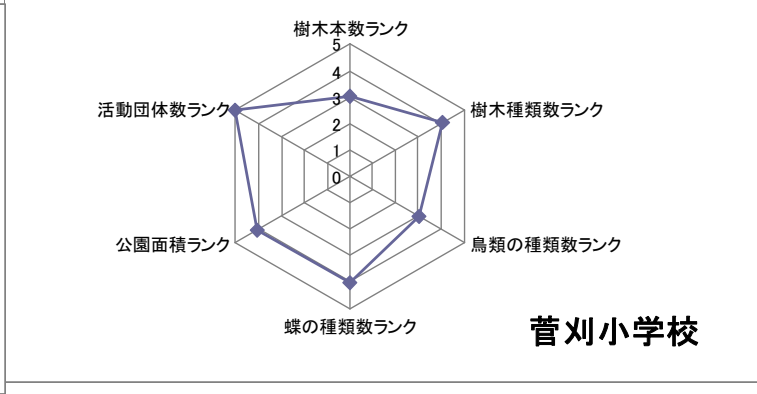 樹木本数ランク
5
4
3
2
1
0
活動団体数ランク
樹木種類数ランク
公園面積ランク
鳥類の種類数ランク
蝶の種類数ランク
菅刈小学校